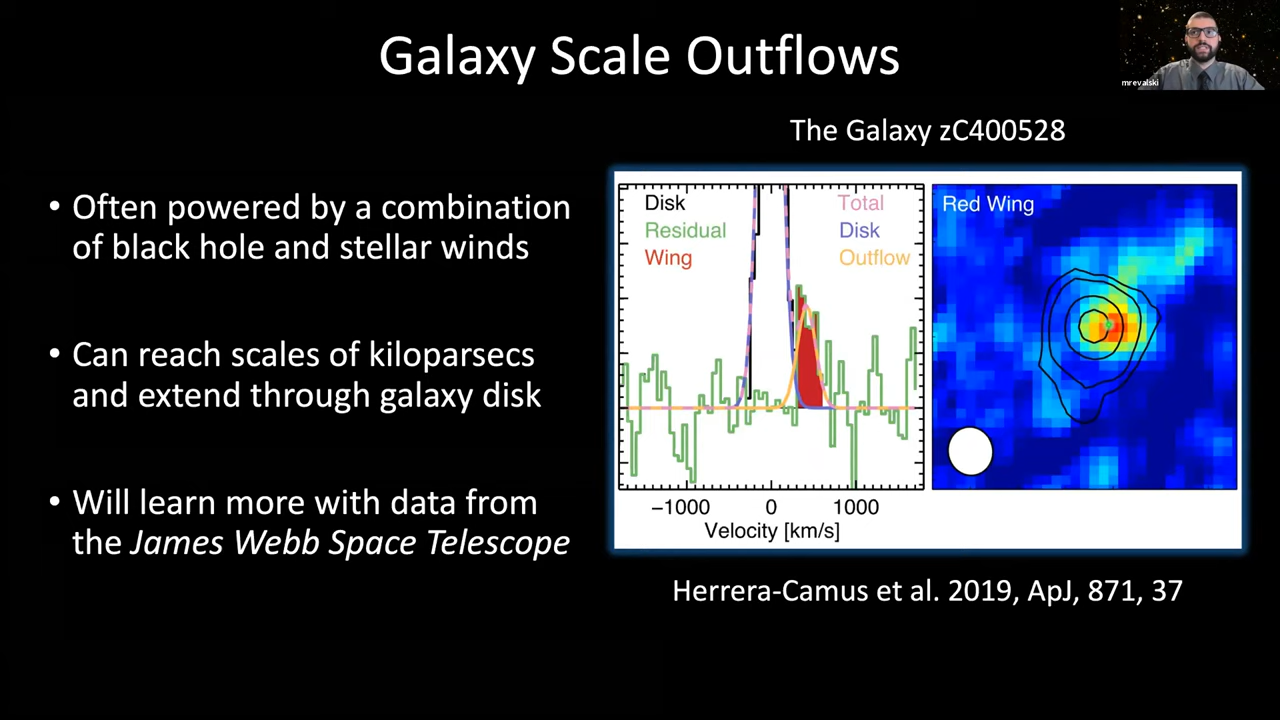 Galaxy Scale Outflows
mrevalski
The Galaxy zC400528
• Often powered by a combination
of black hole and stellar winds
• Can reach scales of kiloparsecs
and extend through galaxy disk
• Will learn more with data from
the James Webb Space Telescope
Disk
Residual
Wing
Total
Disk
Outflow
−1000 0 1000
Velocity [km/s]
Red Wing
Herrera-Camus et al. 2019, ApJ, 871, 37